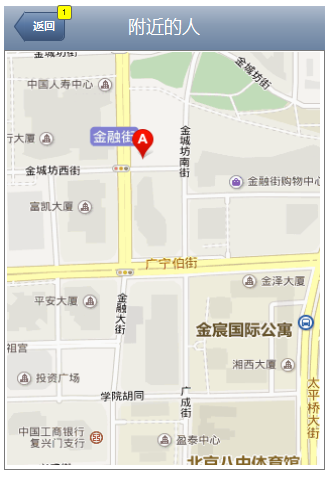 返回
1
附近的人
金城坊街
金城坊街
中国人寿中心
行大厦
金融街
A
金城坊南街
金城坊西街
金融街购物中心
富凯大厦
广宁伯街
金泽大厦
平安大厦
金融大街
金宸国际公寓
祖宫
湘西大厦
投资广场
学院胡同
广成街
太平桥大街
中国工商银行
复兴门支行
盈泰中心
北京八中体育馆